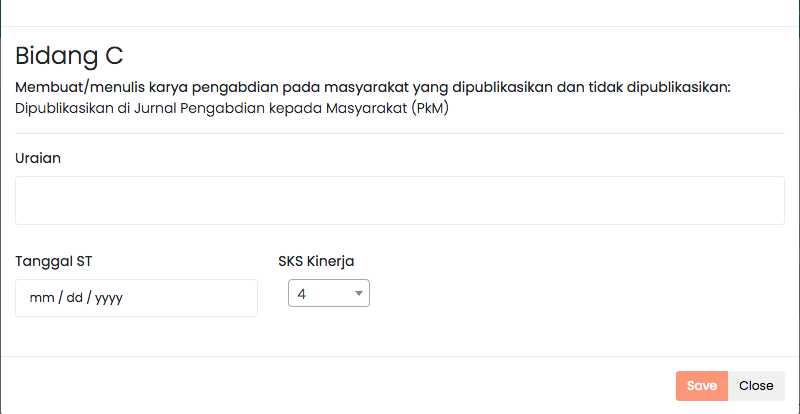 Bidang C
Membuat/menulis karya pengabdian pada masyarakat yang dipublikasikan dan tidak dipublikasikan:
Dipublikasikan di Jurnal Pengabdian kepada Masyarakat (PkM)
Uraian
Tanggal ST
SKS Kinerja
mm / dd / yyyy
4
Save
Close